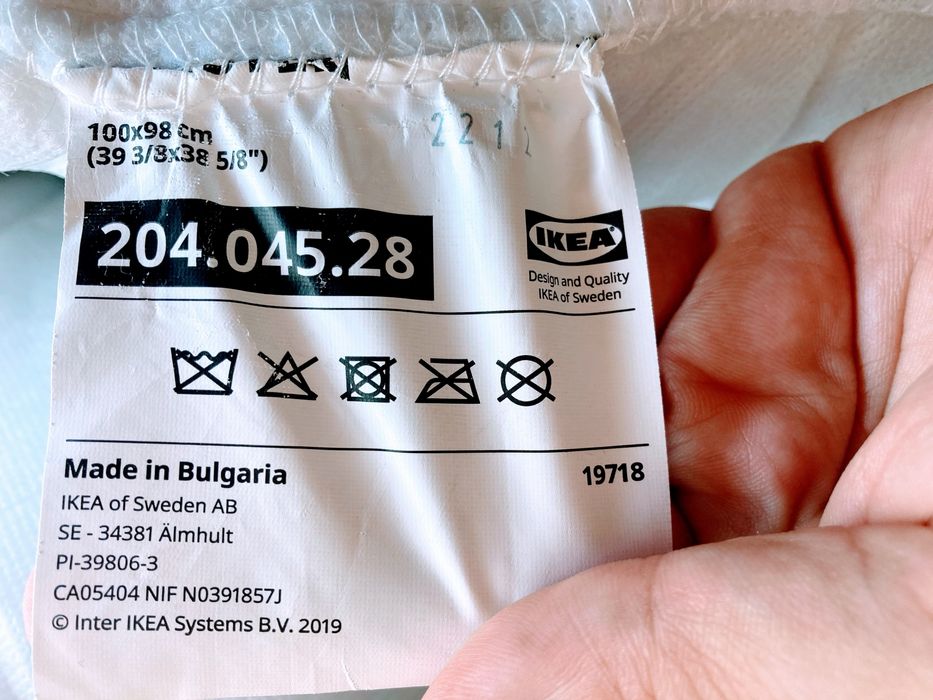 100x98 cm
(39 3/8x38 5/8")
221
204.045.28
IKEA
Design and Quality
IKEA of Sweden
Made in Bulgaria
19718
IKEA of Sweden AB
SE - 34381 Älmhult
PI-39806-3
CA05404 NIF N0391857J
© Inter IKEA Systems B.V. 2019